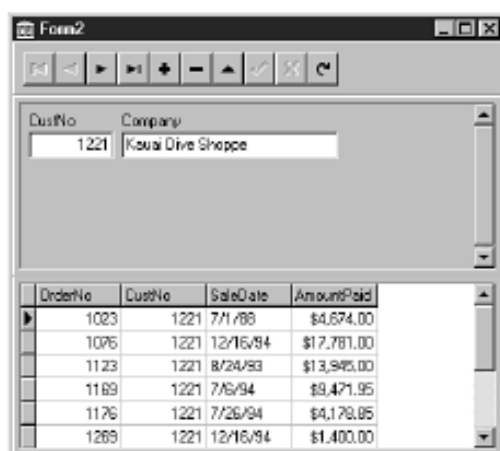 Form2
CustNo Company
1221 Kauai Dive Shoppe
OrderNo CustNo SaleDate AmountPaid
1023 1221 7/1/88 $4,674.00
1076 1221 12/16/94 $17,781.00
1123 1221 8/24/93 $13,945.00
1169 1221 7/6/94 $9,471.95
1176 1221 7/26/94 $4,178.85
1269 1221 12/16/94 $1,400.00